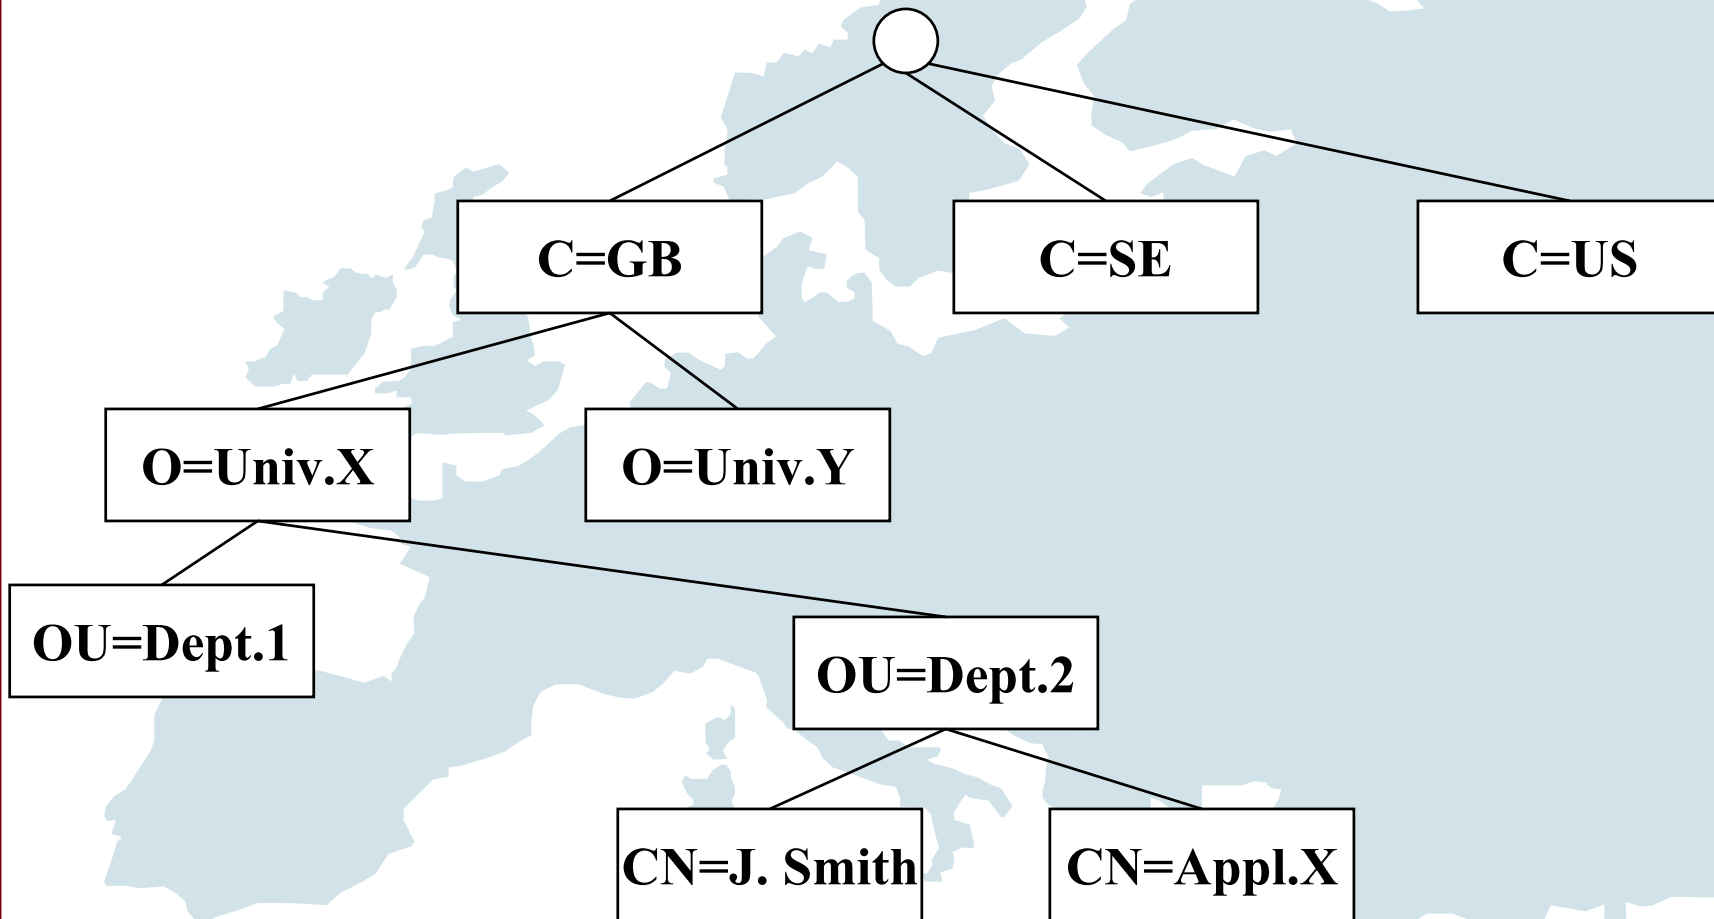 C=GB
C=SE
C=US
O=Univ.X
O=Univ.Y
OU=Dept.1
OU=Dept.2
CN=J. Smith
CN=Appl.X